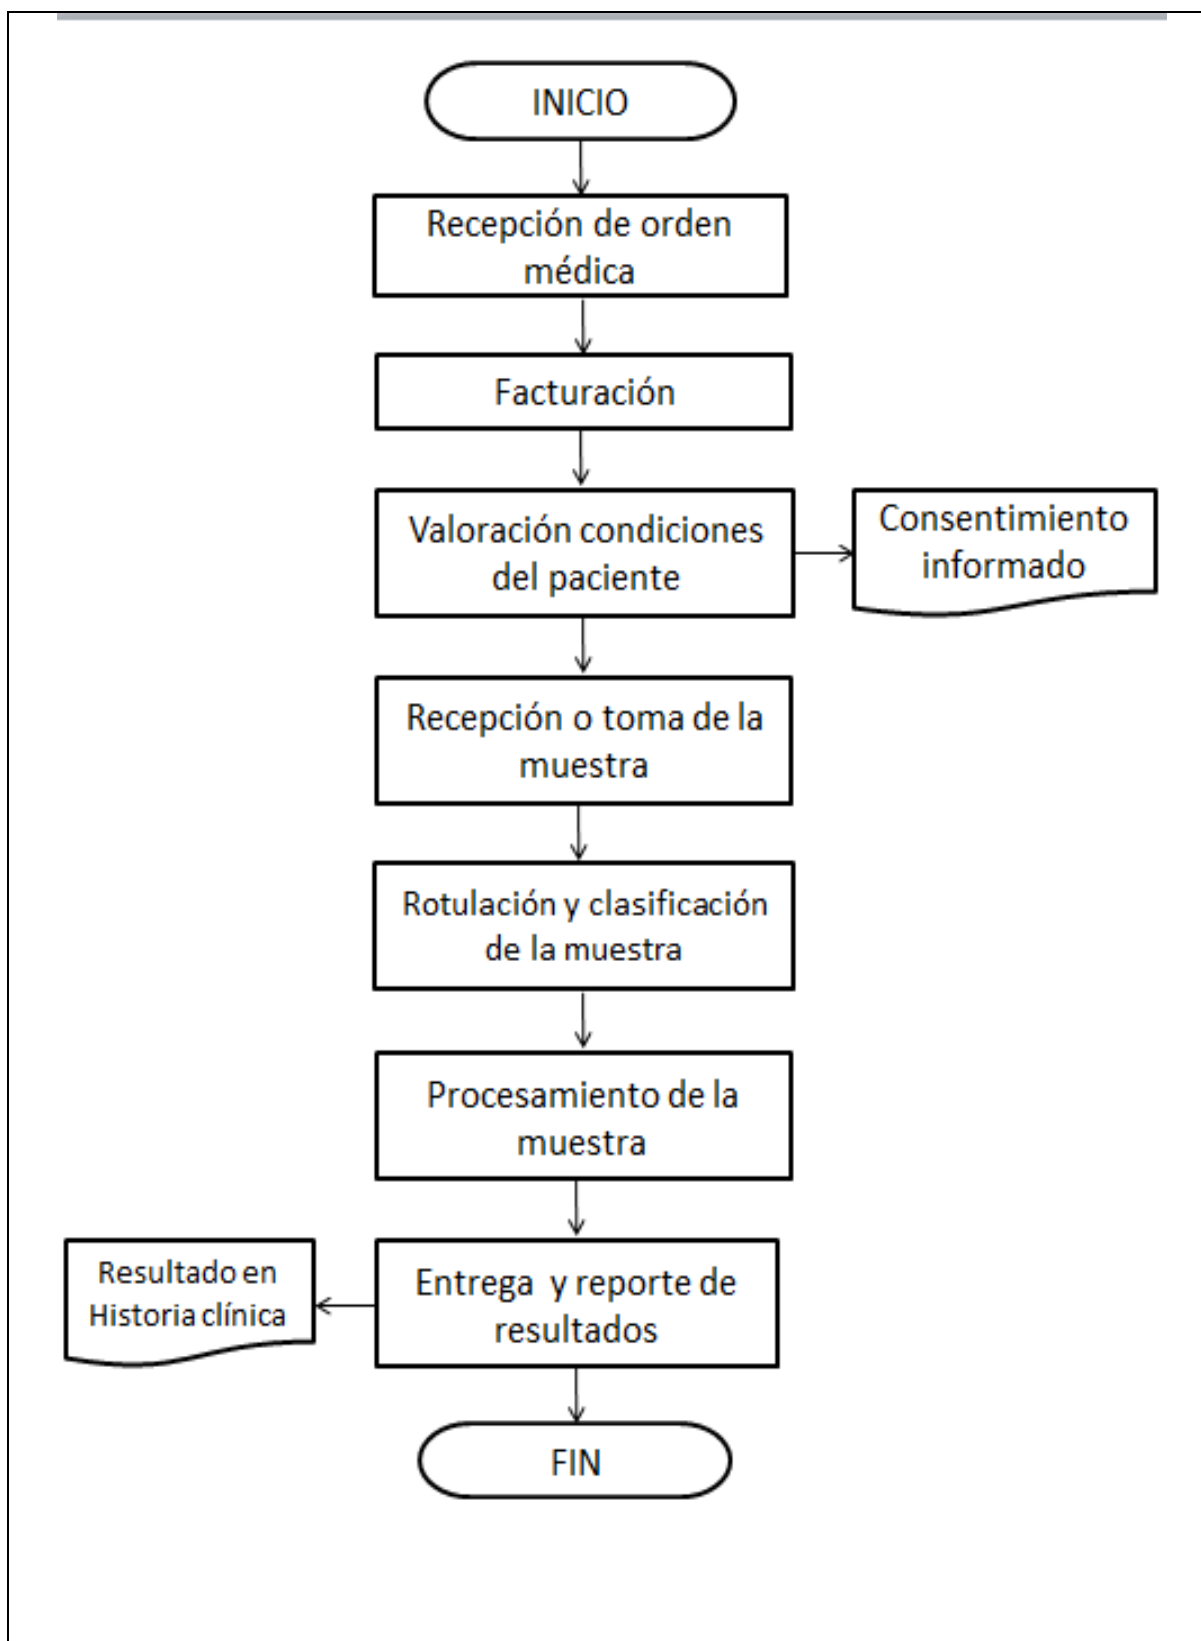 INICIO
Recepción de orden
médica
Facturación
Valoración condiciones
del paciente
Consentimiento
informado
Recepción o toma de la
muestra
Rotulación y clasificación
de la muestra
Procesamiento de la
muestra
Resultado en
Historia clínica
Entrega y reporte de
resultados
FIN